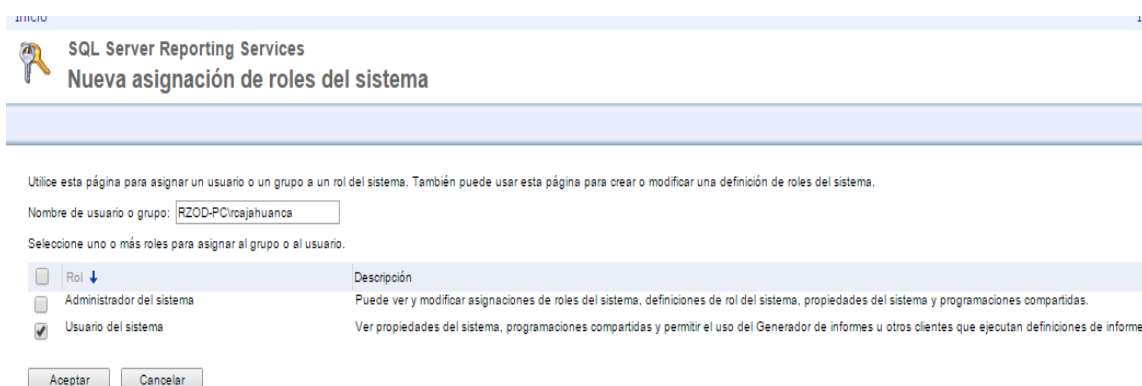 Inicio
SQL Server Reporting Services
Nueva asignación de roles del sistema
Utilice esta página para asignar un usuario o un grupo a un rol del sistema. También puede usar esta página para crear o modificar una definición de roles del sistema.
Nombre de usuario o grupo: RZOD-PC\rcajahuanca
Seleccione uno o más roles para asignar al grupo o al usuario.
Rol ↓ Descripción
Administrador del sistema Puede ver y modificar asignaciones de roles del sistema, definiciones de rol del sistema, propiedades del sistema y programaciones compartidas.
Usuario del sistema Ver propiedades del sistema, programaciones compartidas y permitir el uso del Generador de informes u otros clientes que ejecutan definiciones de informe
Aceptar Cancelar